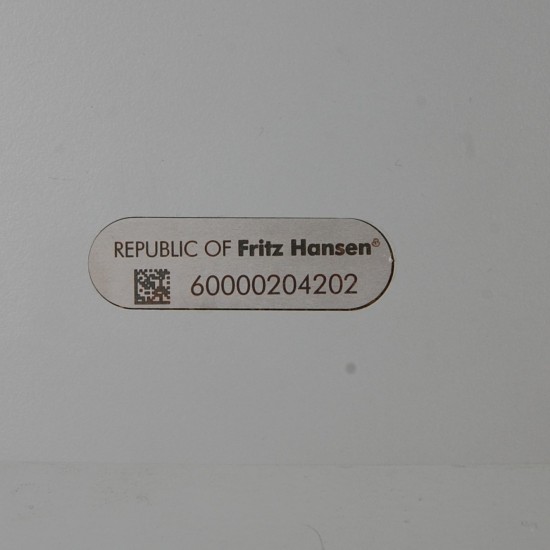 REPUBLIC OF Fritz Hansen®
60000204202